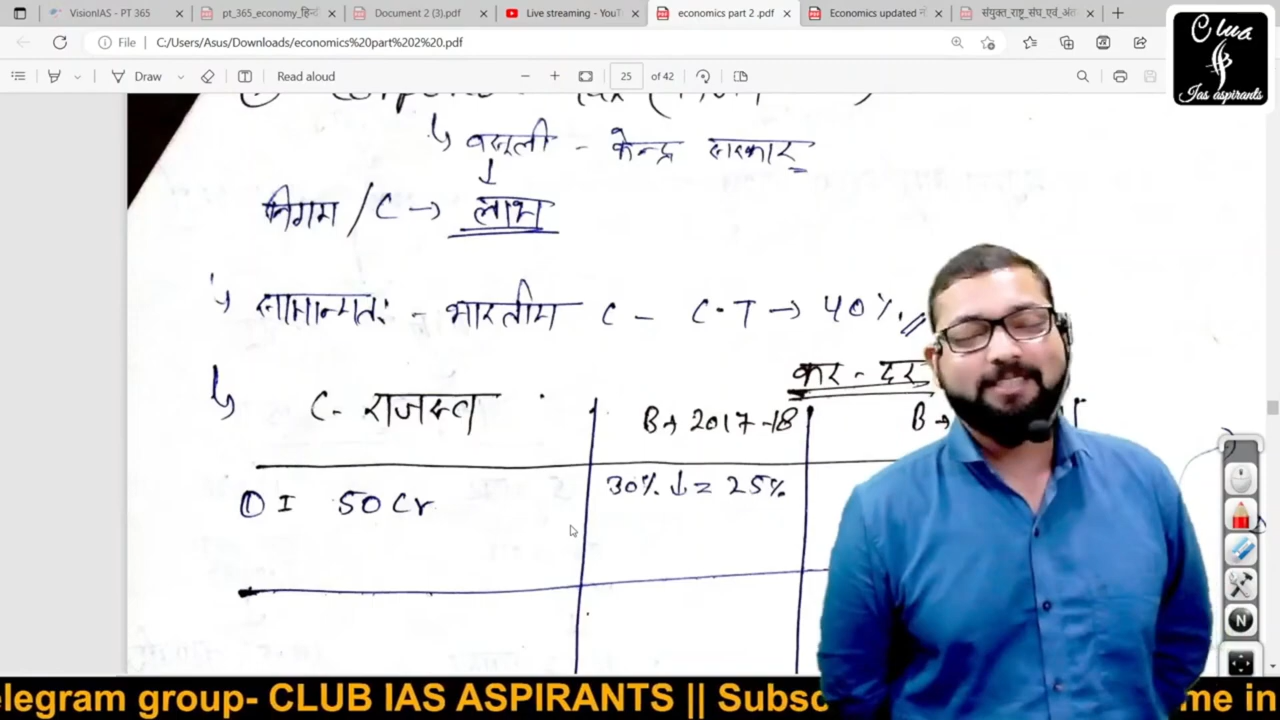 VisionIAS - PT 365
pt_365_economy_हिन्द
Document 2 (3).pdf
Live streaming - YouT
economics part 2 .pdf
Economics updated न
संयुक्त_राष्ट्र_संघ_एवं_अंत
File C:/Users/Asus/Downloads/economics%20part%202%20.pdf
Draw
Read aloud
25 of 42
वसूली - केन्द्र सरकार
निगम / C → लाभ
सामान्यतः - भारतीय C - C.T → 40%.
कर - दर
C - राजस्व
B → 2017-18
B →
① I 50 Cr
30% ↓ = 25%
Club
Ias aspirants
N
elegram group- CLUB IAS ASPIRANTS || Subsc
me in